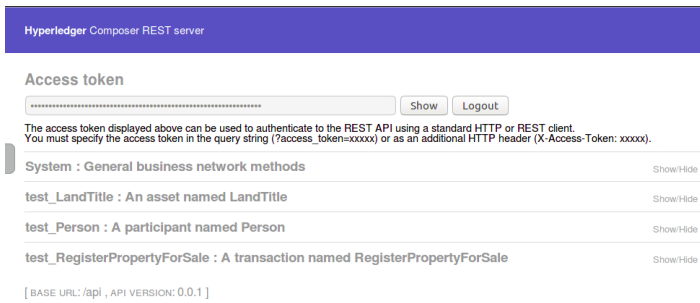 Hyperledger Composer REST server
Access token
Show Logout
The access token displayed above can be used to authenticate to the REST API using a standard HTTP or REST client.
You must specify the access token in the query string (?access_token=xxxxx) or as an additional HTTP header (X-Access-Token: xxxxx).
System : General business network methods Show/Hide
test_LandTitle : An asset named LandTitle Show/Hide
test_Person : A participant named Person Show/Hide
test_RegisterPropertyForSale : A transaction named RegisterPropertyForSale Show/Hide
[ BASE URL: /api , API VERSION: 0.0.1 ]